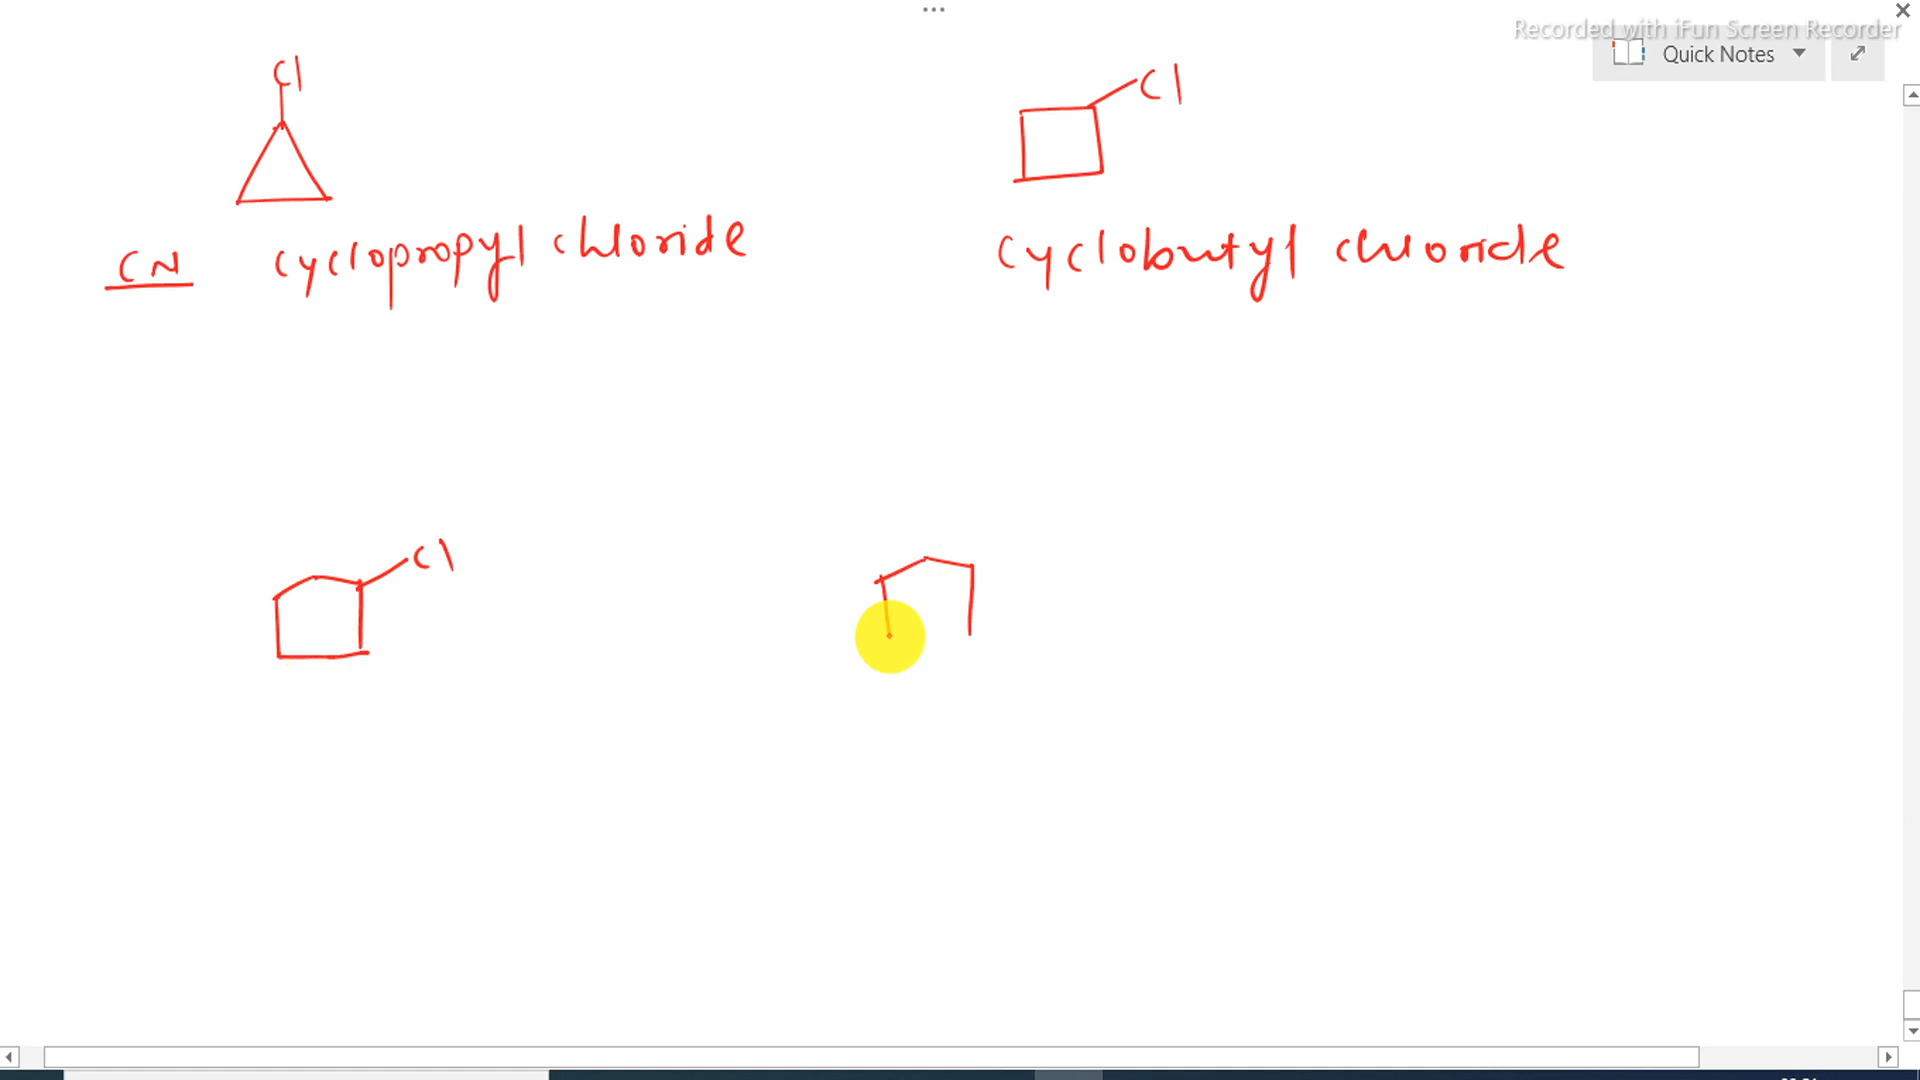 Recorded with iFun Screen Recorder
Quick Notes
Cl
Cl
CN cyclopropyl chloride
cyclobutyl chloride
Cl